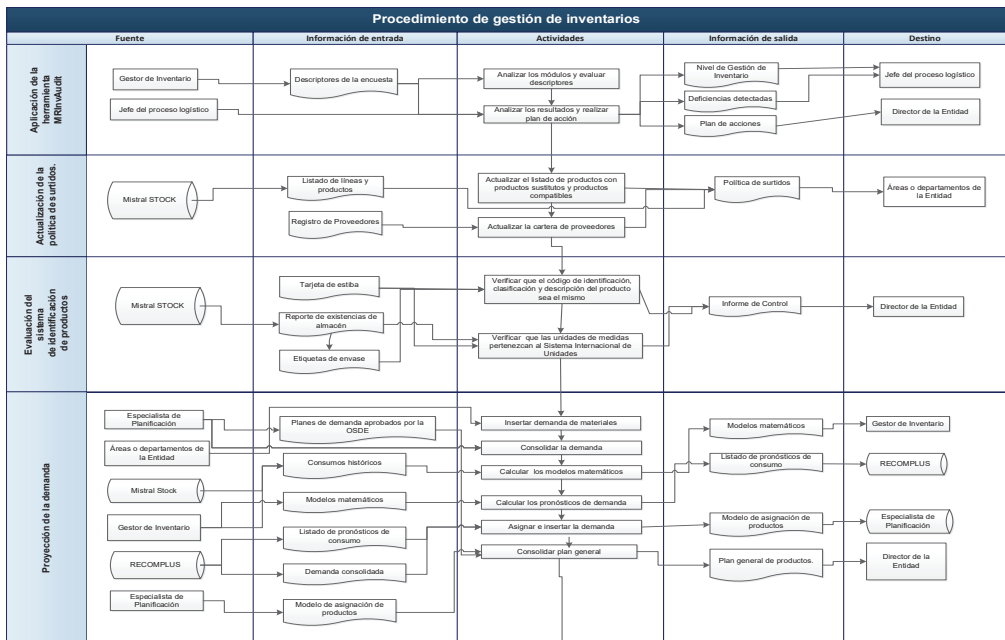 Procedimiento de gestión de inventarios
Fuente
Información de entrada
Actividades
Información de salida
Destino
Aplicación de la
herramienta
MRInvAudit
Gestor de Inventario
Jefe del proceso logístico
Descriptores de la encuesta
Analizar los módulos y evaluar
descriptores
Analizar los resultados y realizar
plan de acción
Nivel de Gestión de
Inventario
Deficiencias detectadas
Plan de acciones
Jefe del proceso logístico
Director de la Entidad
Actualización de la
política de surtidos.
Mistral STOCK
Listado de líneas y
productos
Registro de Proveedores
Actualizar el listado de productos con
productos sustitutos y productos
compatibles
Actualizar la cartera de proveedores
Política de surtidos
Áreas o departamentos de
la Entidad
Evaluación del
sistema
de identificación
de productos
Mistral STOCK
Tarjeta de estiba
Reporte de existencias de
almacén
Etiquetas de envase
Verificar que el código de identificación,
clasificación y descripción del producto
sea el mismo
Verificar que las unidades de medidas
pertenezcan al Sistema Internacional de
Unidades
Informe de Control
Director de la Entidad
Proyección de la demanda
Especialista de
Planificación
Áreas o departamentos de
la Entidad
Mistral Stock
Gestor de Inventario
RECOMPLUS
Especialista de
Planificación
Planes de demanda aprobados por la
OSDE
Consumos históricos
Modelos matemáticos
Listado de pronósticos de
consumo
Demanda consolidada
Modelo de asignación de
productos
Insertar demanda de materiales
Consolidar la demanda
Calcular los modelos matemáticos
Calcular los pronósticos de demanda
Asignar e insertar la demanda
Consolidar plan general
Modelos matemáticos
Listado de pronósticos de
consumo
Modelo de asignación de
productos
Plan general de productos.
Gestor de Inventario
RECOMPLUS
Especialista de
Planificación
Director de la
Entidad